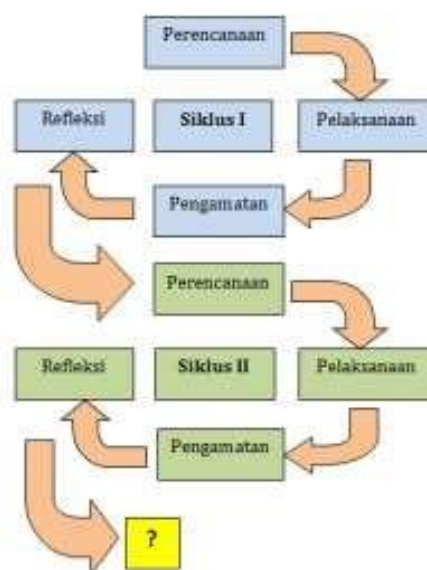 Perencanaan
Refleksi
Siklus I
Pelaksanaan
Pengamatan
Perencanaan
Refleksi
Siklus II
Pelaksanaan
Pengamatan
?